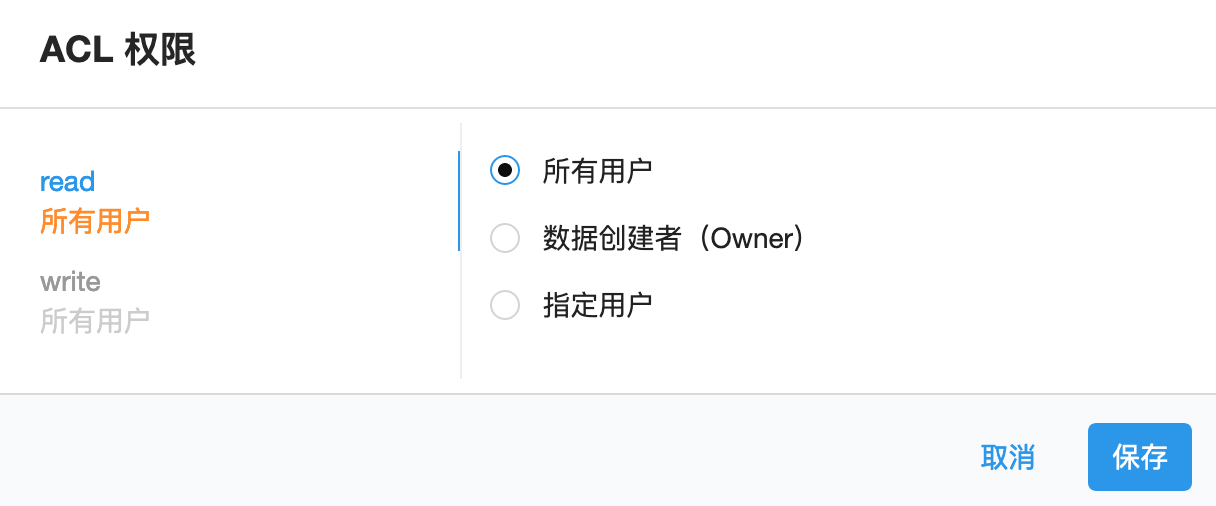 ACL 权限
read
所有用户
write
所有用户
所有用户
数据创建者（Owner）
指定用户
取消
保存